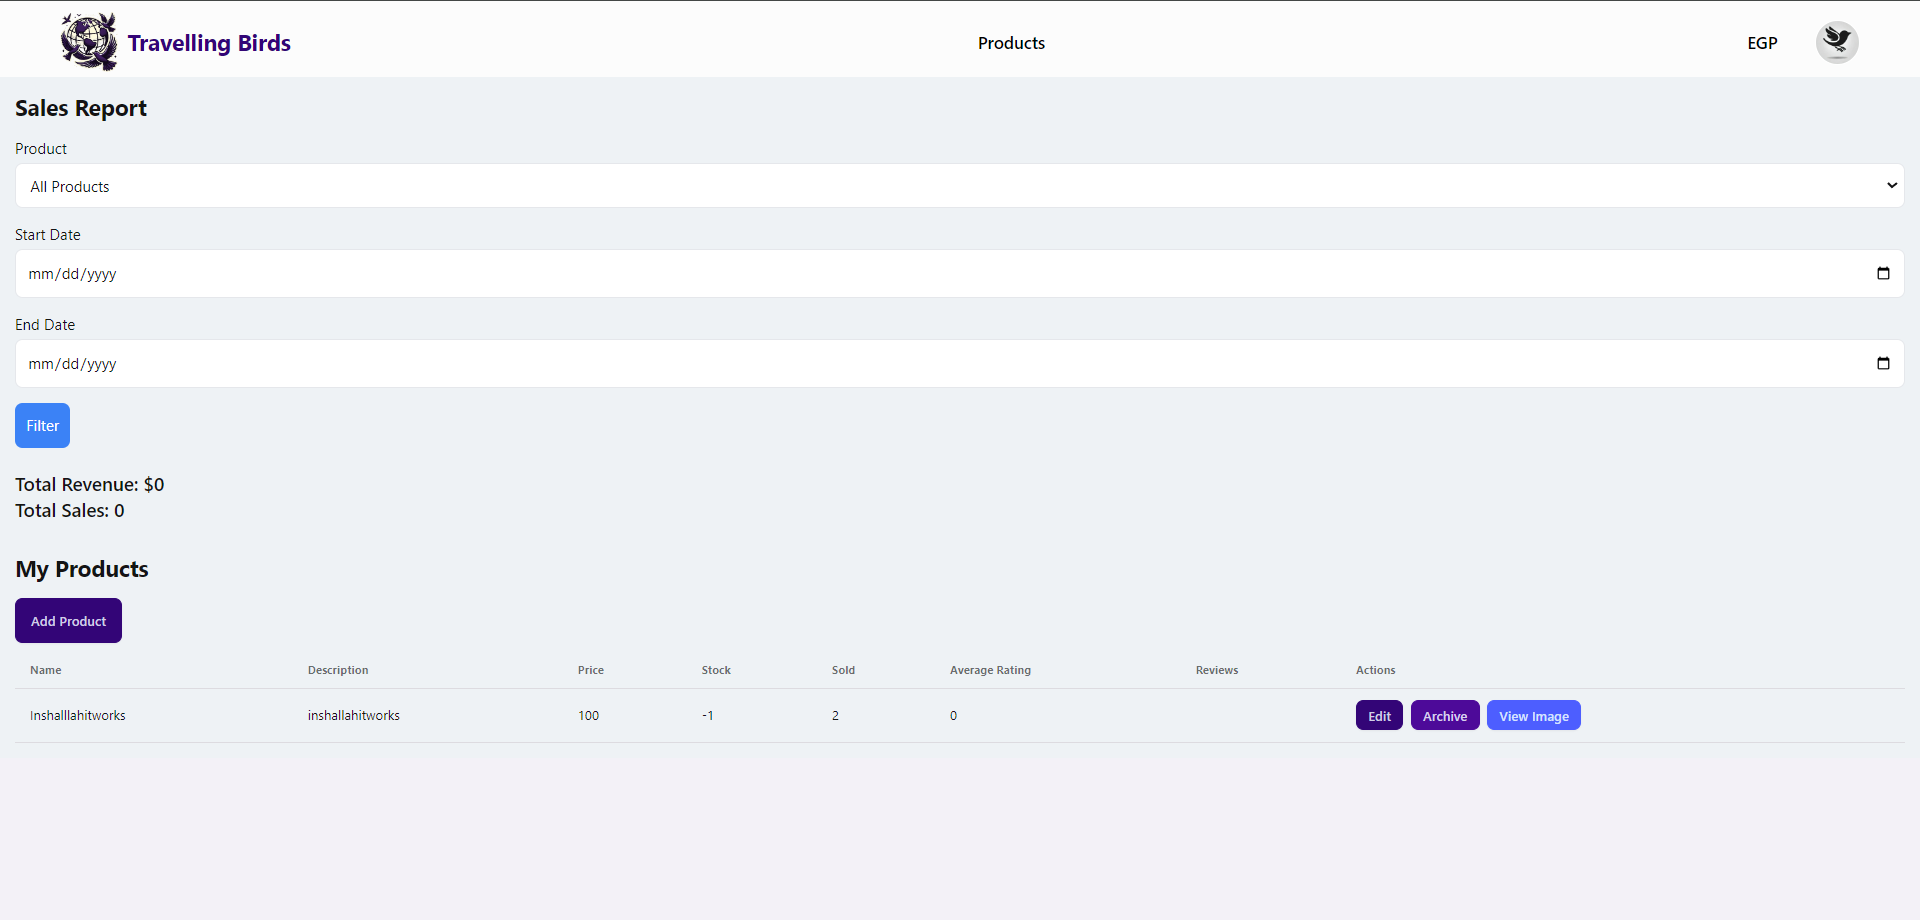 Travelling Birds
Products
EGP
Sales Report
Product
All Products
Start Date
mm/dd/yyyy
End Date
mm/dd/yyyy
Filter
Total Revenue: $0
Total Sales: 0
My Products
Add Product
Name Description Price Stock Sold Average Rating Reviews Actions
Inshalllahitworks inshallahitworks 100 -1 2 0 Edit Archive View Image